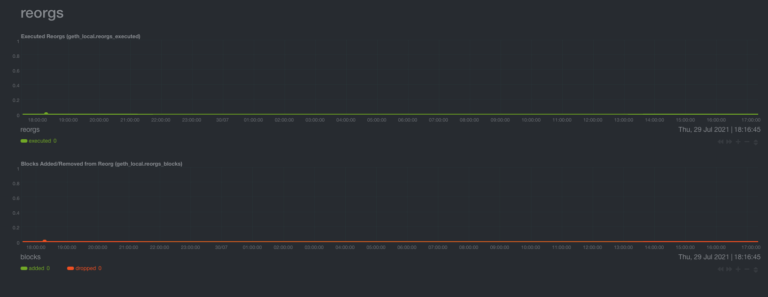 reorgs
Executed Reorgs (geth_local.reorgs_executed)
1
0.8
0.6
0.4
0.2
0
18:00:00 19:00:00 20:00:00 21:00:00 22:00:00 23:00:00 30/07 01:00:00 02:00:00 03:00:00 04:00:00 05:00:00 06:00:00 07:00:00 08:00:00 09:00:00 10:00:00 11:00:00 12:00:00 13:00:00 14:00:00 15:00:00 16:00:00 17:00:00
reorgs
Thu, 29 Jul 2021 | 18:16:45
executed 0
Blocks Added/Removed from Reorg (geth_local.reorgs_blocks)
1
0.8
0.6
0.4
0.2
0
18:00:00 19:00:00 20:00:00 21:00:00 22:00:00 23:00:00 30/07 01:00:00 02:00:00 03:00:00 04:00:00 05:00:00 06:00:00 07:00:00 08:00:00 09:00:00 10:00:00 11:00:00 12:00:00 13:00:00 14:00:00 15:00:00 16:00:00 17:00:00
blocks
Thu, 29 Jul 2021 | 18:16:45
added 0 dropped 0